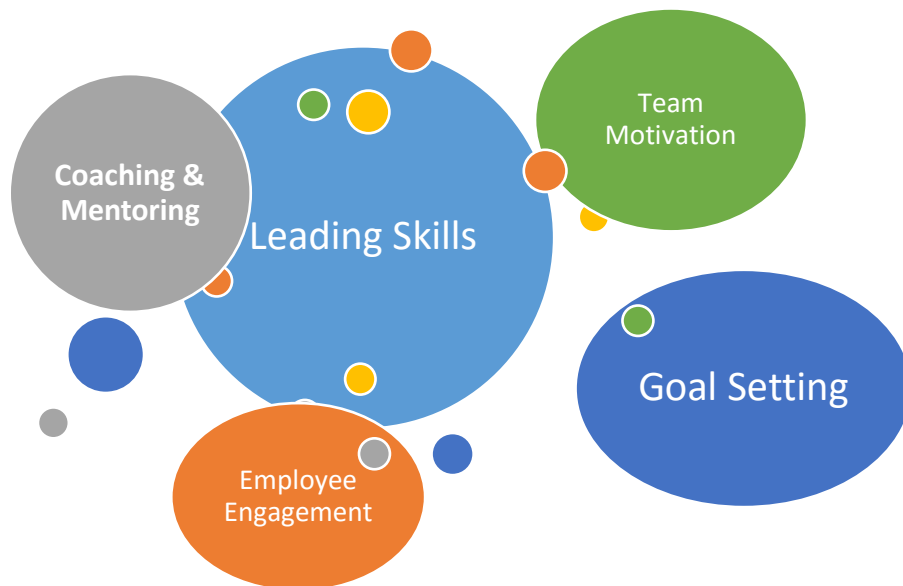 Team
Motivation
Coaching &
Mentoring
Leading Skills
Goal Setting
Employee
Engagement